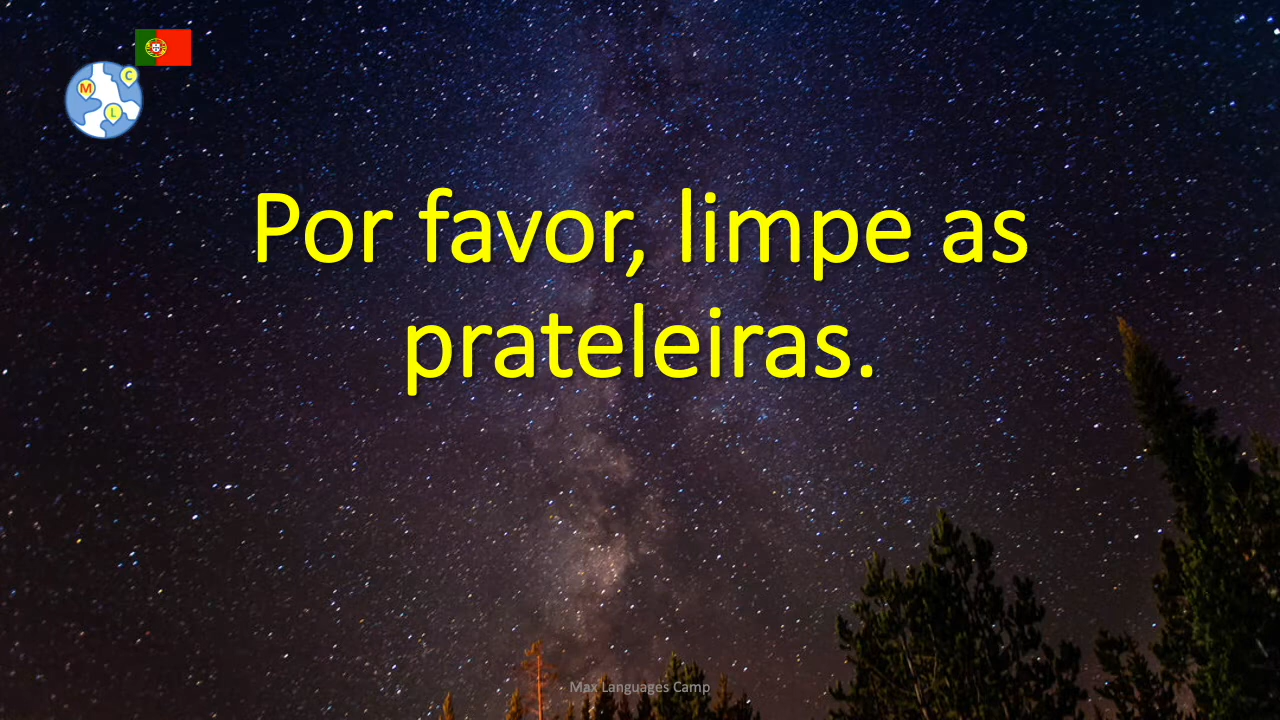 M
C
L
Por favor, limpe as
prateleiras.
Max Languages Camp